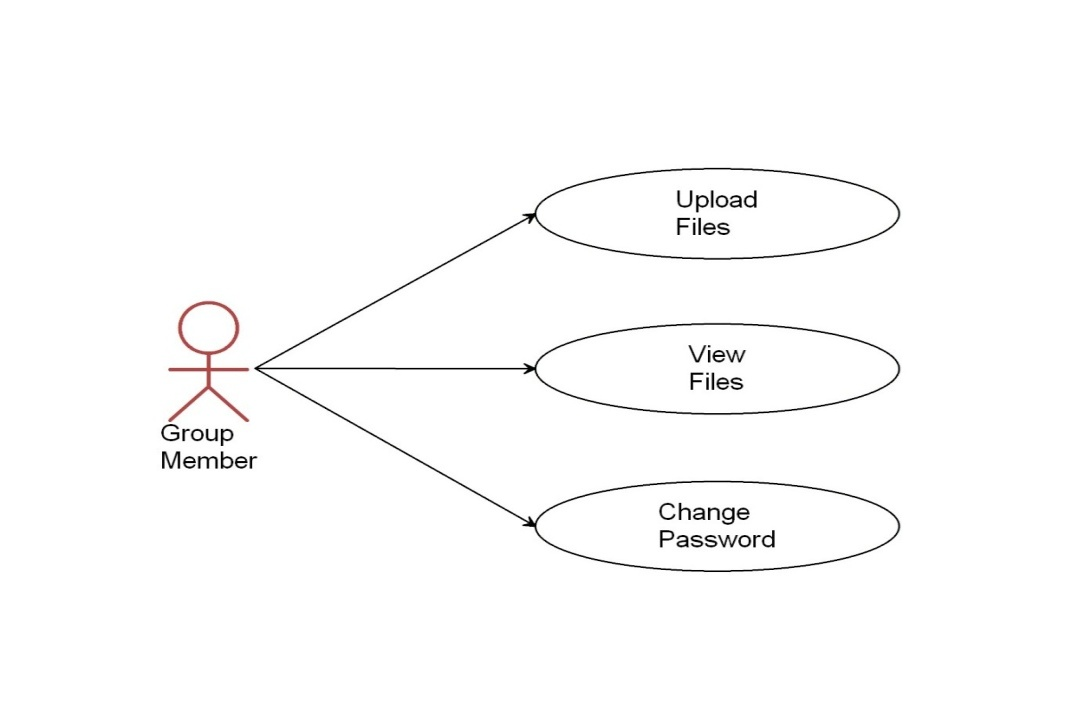 Upload
Files
View
Files
Group
Member
Change
Password